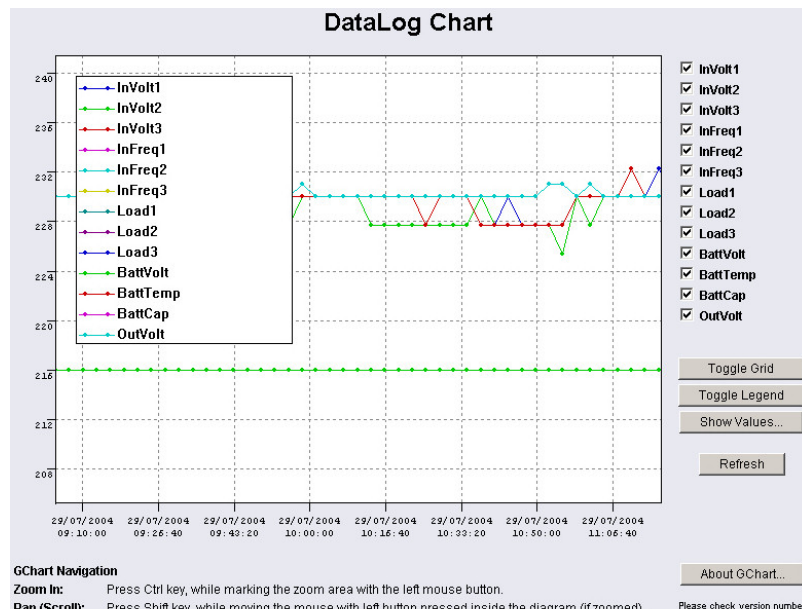 DataLog Chart
240
236
232
228
224
220
216
212
208
InVolt1
InVolt2
InVolt3
InFreq1
InFreq2
InFreq3
Load1
Load2
Load3
BattVolt
BattTemp
BattCap
OutVolt
29/07/2004 29/07/2004 29/07/2004 29/07/2004 29/07/2004 29/07/2004 29/07/2004 29/07/2004
09:10:00 09:26:40 09:43:20 10:00:00 10:16:40 10:33:20 10:50:00 11:06:40
InVolt1
InVolt2
InVolt3
InFreq1
InFreq2
InFreq3
Load1
Load2
Load3
BattVolt
BattTemp
BattCap
OutVolt
Toggle Grid
Toggle Legend
Show Values...
Refresh
About GChart...
Please check version numbe
GChart Navigation
Zoom In: Press Ctrl key, while marking the zoom area with the left mouse button.
Pan (Scroll): Press Shift key, while moving the mouse with left button pressed inside the diagram (if zoomed)